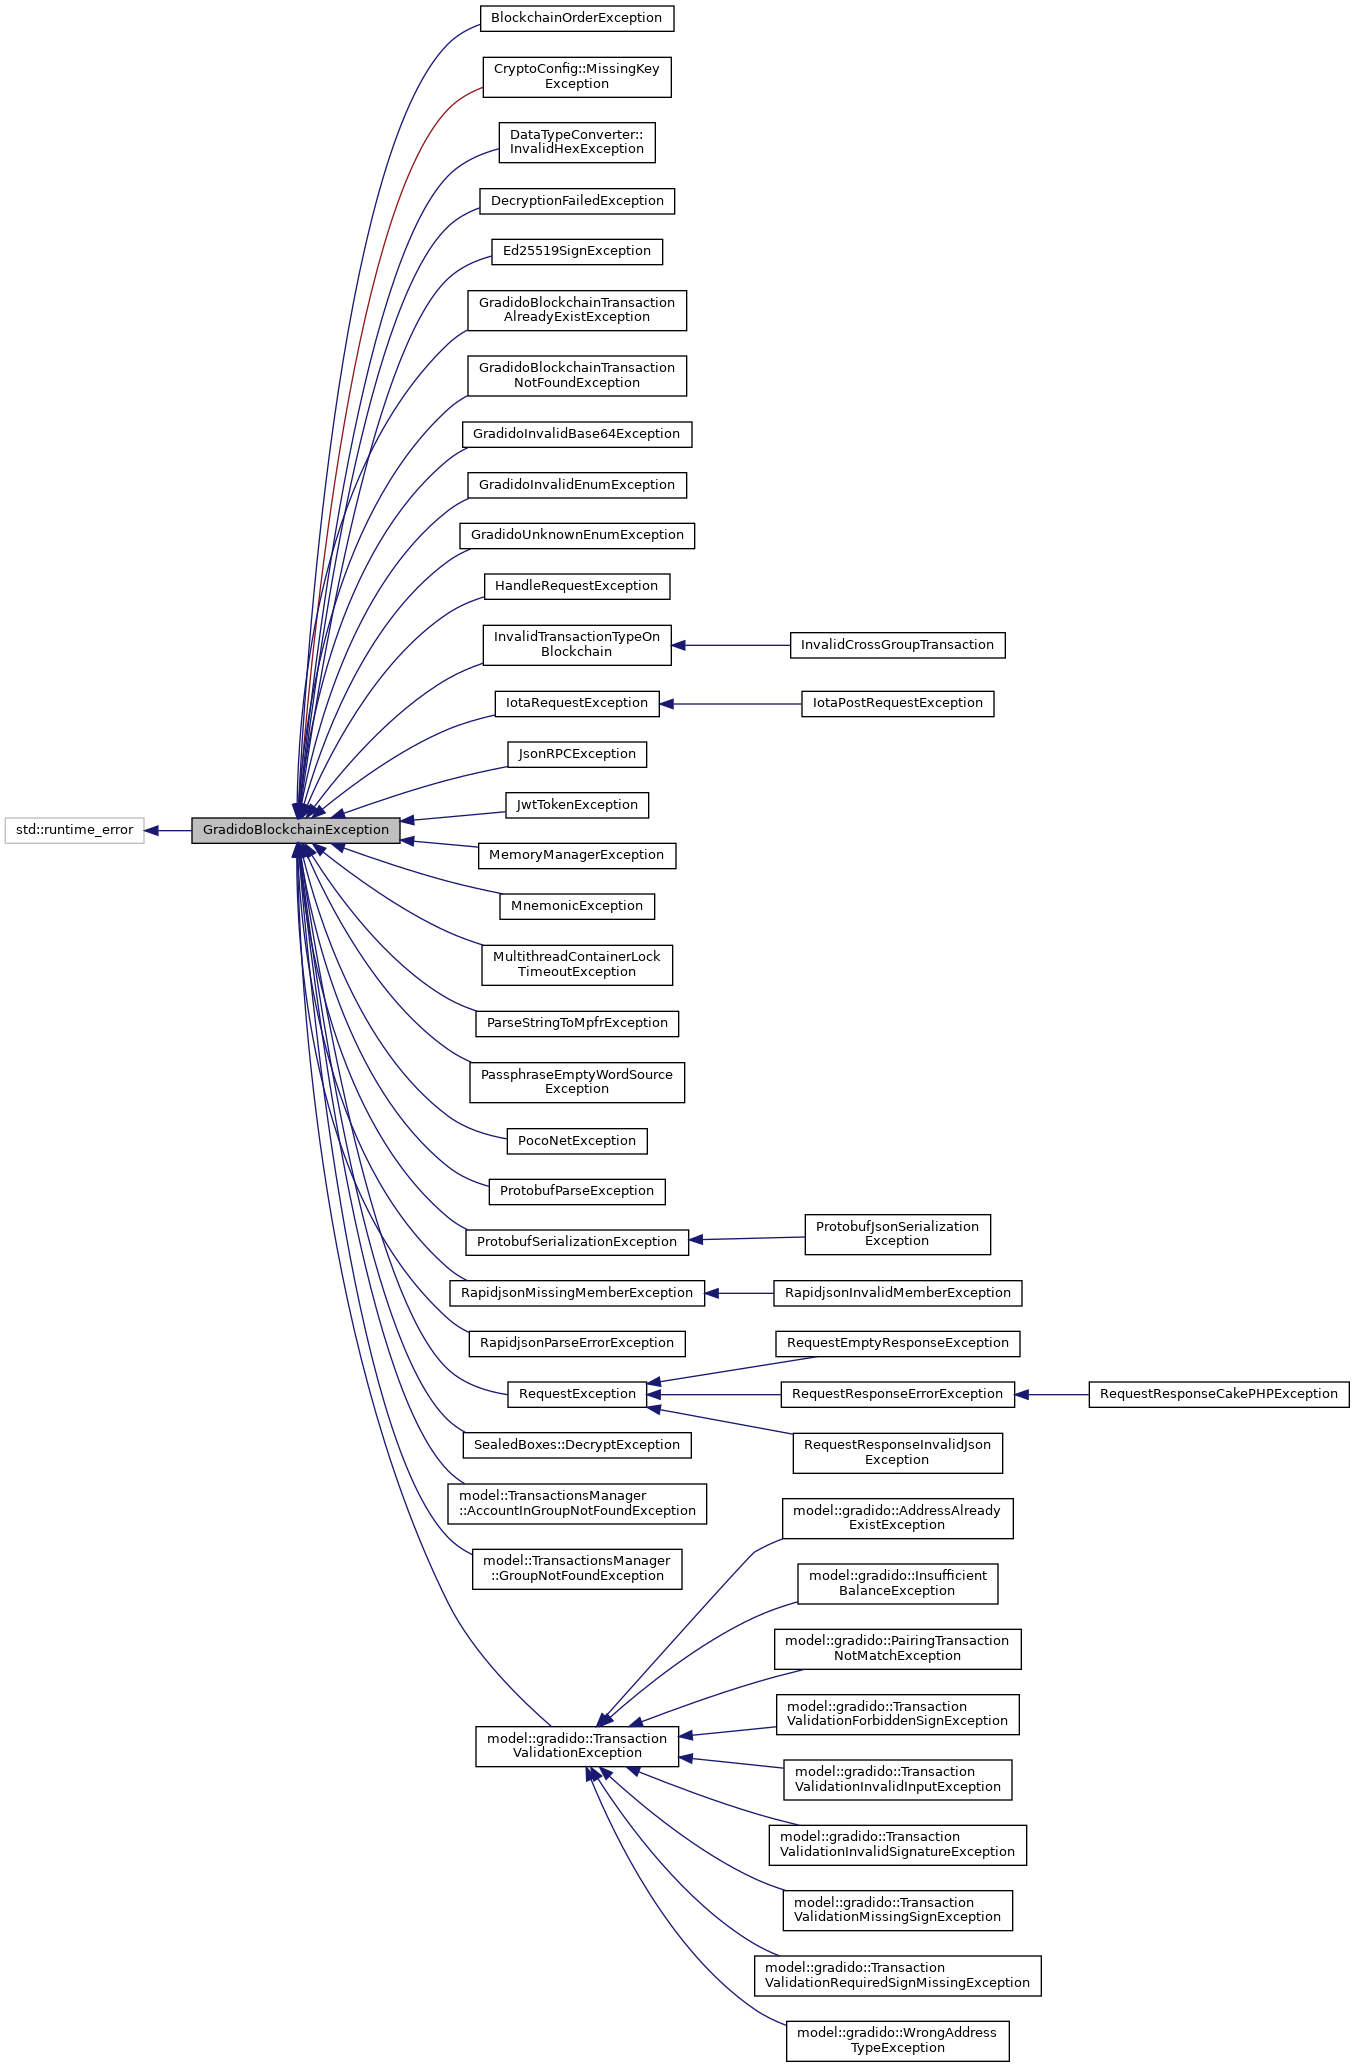 BlockchainOrderException
CryptoConfig::MissingKey
Exception
DataTypeConverter::
InvalidHexException
DecryptionFailedException
Ed25519SignException
GradidoBlockchainTransaction
AlreadyExistException
GradidoBlockchainTransaction
NotFoundException
GradidoInvalidBase64Exception
GradidoInvalidEnumException
GradidoUnknownEnumException
HandleRequestException
InvalidTransactionTypeOn
Blockchain
InvalidCrossGroupTransaction
IotaRequestException
IotaPostRequestException
JsonRPCException
JwtTokenException
std::runtime_error
GradidoBlockchainException
MemoryManagerException
MnemonicException
MultithreadContainerLock
TimeoutException
ParseStringToMpfrException
PassphraseEmptyWordSource
Exception
PocoNetException
ProtobufParseException
ProtobufSerializationException
ProtobufJsonSerialization
Exception
RapidjsonMissingMemberException
RapidjsonInvalidMemberException
RapidjsonParseErrorException
RequestEmptyResponseException
RequestException
RequestResponseErrorException
RequestResponseCakePHPException
SealedBoxes::DecryptException
RequestResponseInvalidJson
Exception
model::TransactionsManager
::AccountInGroupNotFoundException
model::gradido::AddressAlready
ExistException
model::TransactionsManager
::GroupNotFoundException
model::gradido::Insufficient
BalanceException
model::gradido::PairingTransaction
NotMatchException
model::gradido::Transaction
ValidationForbiddenSignException
model::gradido::Transaction
ValidationException
model::gradido::Transaction
ValidationInvalidInputException
model::gradido::Transaction
ValidationInvalidSignatureException
model::gradido::Transaction
ValidationMissingSignException
model::gradido::Transaction
ValidationRequiredSignMissingException
model::gradido::WrongAddress
TypeException